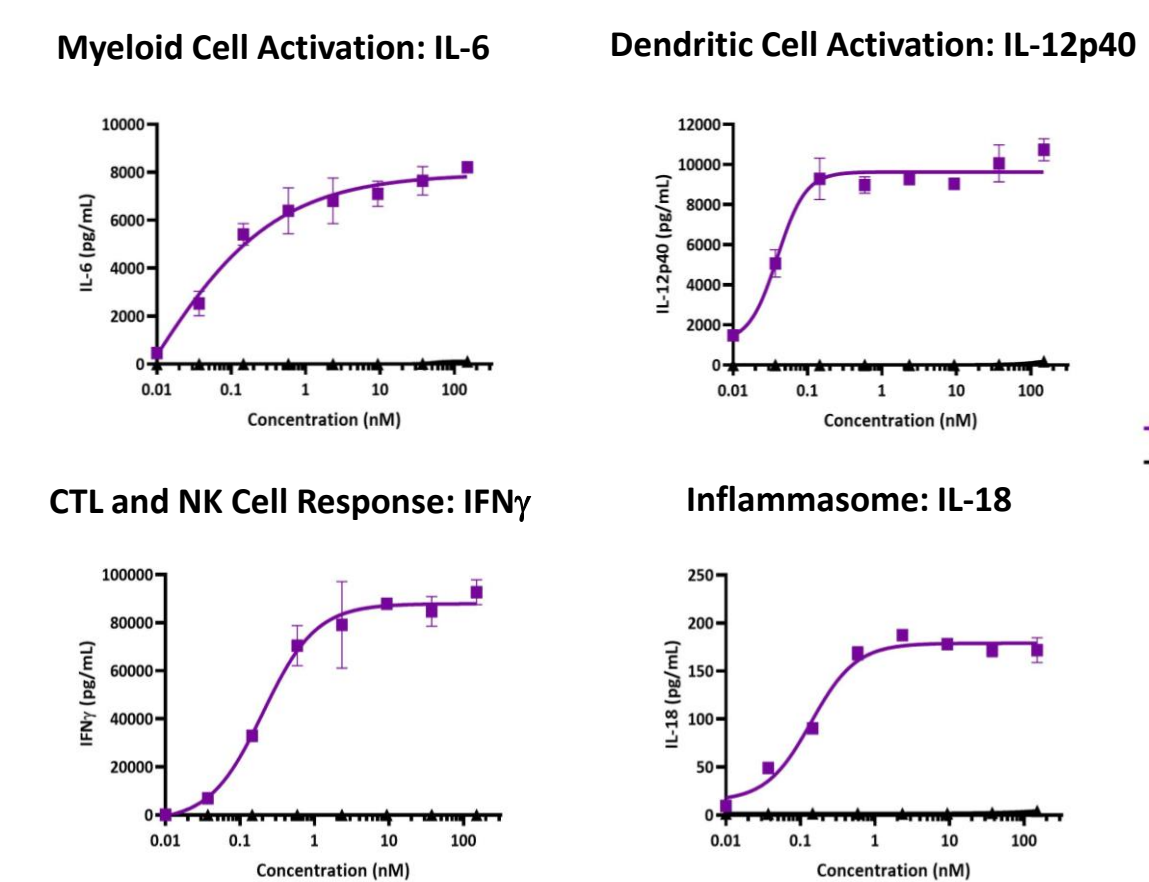 Myeloid Cell Activation: IL-6
10000
8000
6000
4000
2000
0
IL-6 (pg/mL)
0.01 0.1 1 10 100
Concentration (nM)
Dendritic Cell Activation: IL-12p40
12000
10000
8000
6000
4000
2000
0
IL-12p40 (pg/mL)
0.01 0.1 1 10 100
Concentration (nM)
CTL and NK Cell Response: IFNγ
100000
80000
60000
40000
20000
0
IFNγ (pg/mL)
0.01 0.1 1 10 100
Concentration (nM)
Inflammasome: IL-18
250
200
150
100
50
0
IL-18 (pg/mL)
0.01 0.1 1 10 100
Concentration (nM)